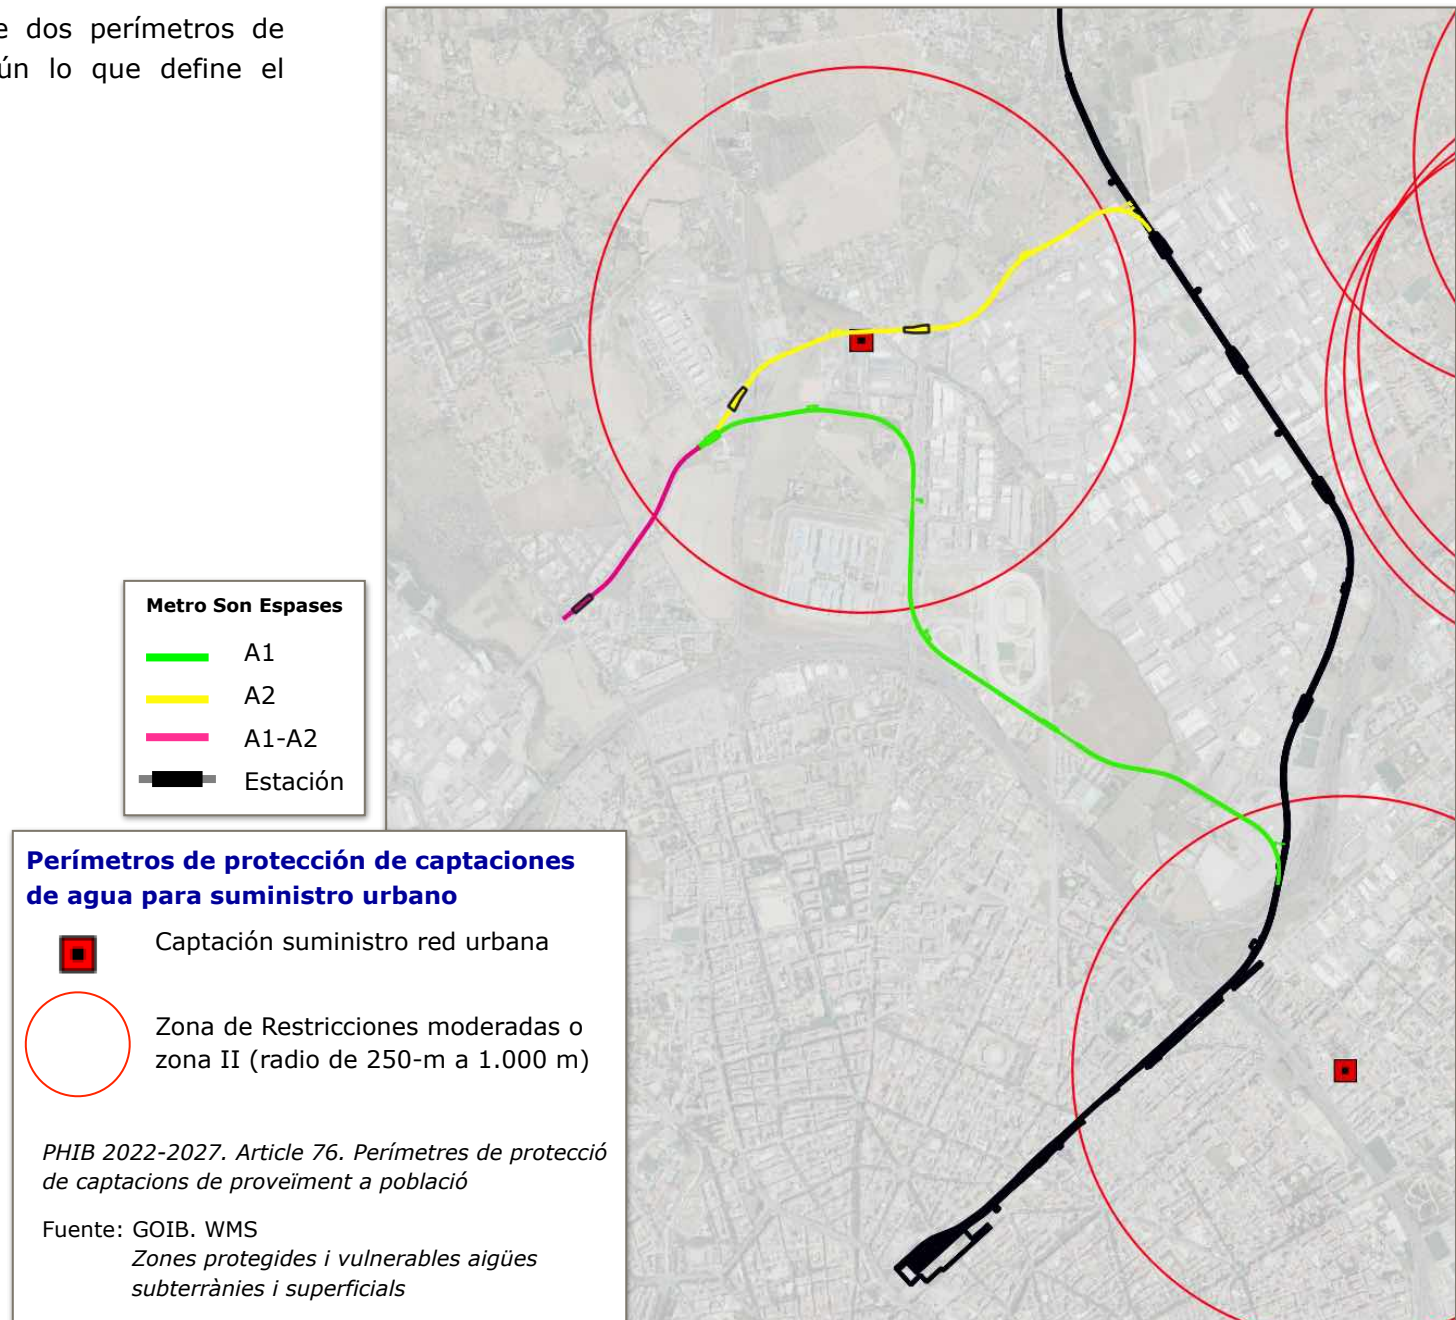 e dos perímetros de
ún lo que define el
Metro Son Espases
A1
A2
A1-A2
Estación
Perímetros de protección de captaciones
de agua para suministro urbano
Captación suministro red urbana
Zona de Restricciones moderadas o
zona II (radio de 250-m a 1.000 m)
PHIB 2022-2027. Article 76. Perímetres de protecció
de captacions de proveïment a població
Fuente: GOIB. WMS
Zones protegides i vulnerables aigües
subterrànies i superficials